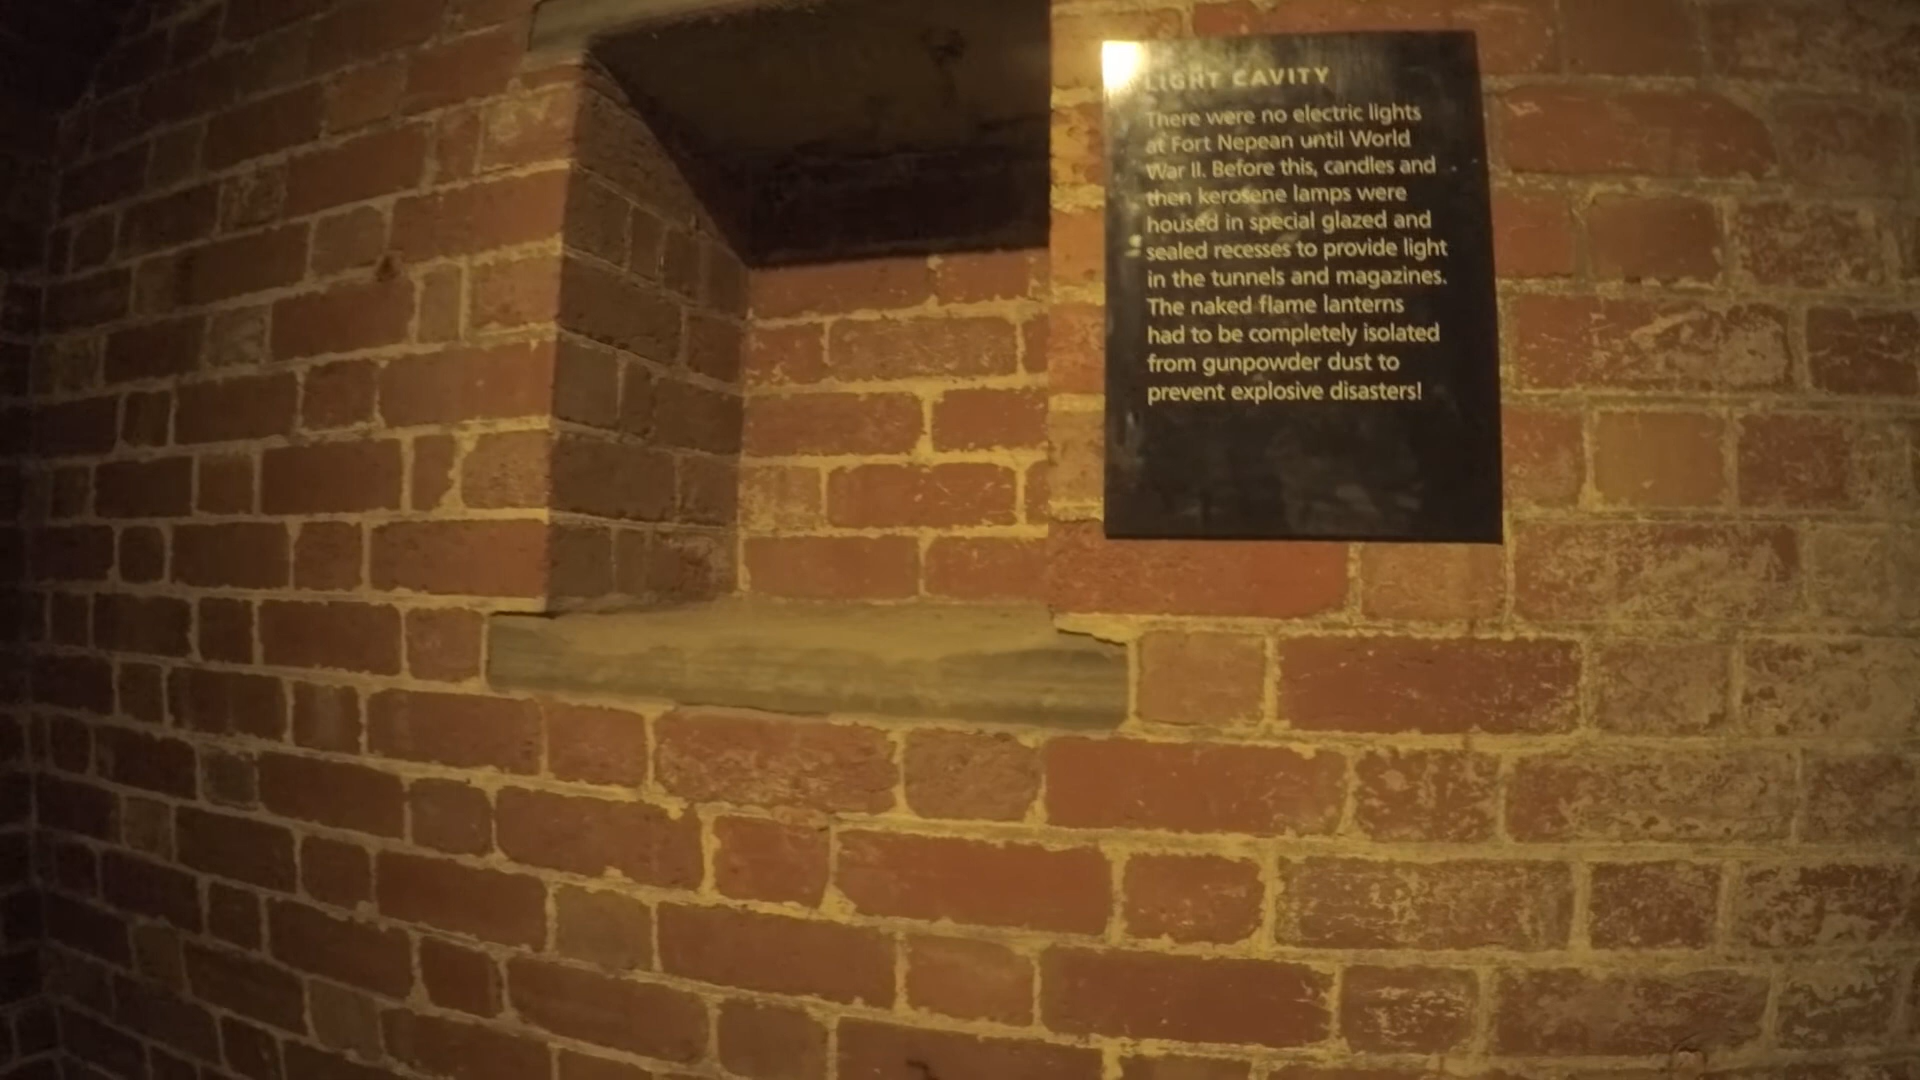 LIGHT CAVITY
There were no electric lights
at Fort Nepean until World
War II. Before this, candles and
then kerosene lamps were
housed in special glazed and
sealed recesses to provide light
in the tunnels and magazines.
The naked flame lanterns
had to be completely isolated
from gunpowder dust to
prevent explosive disasters!